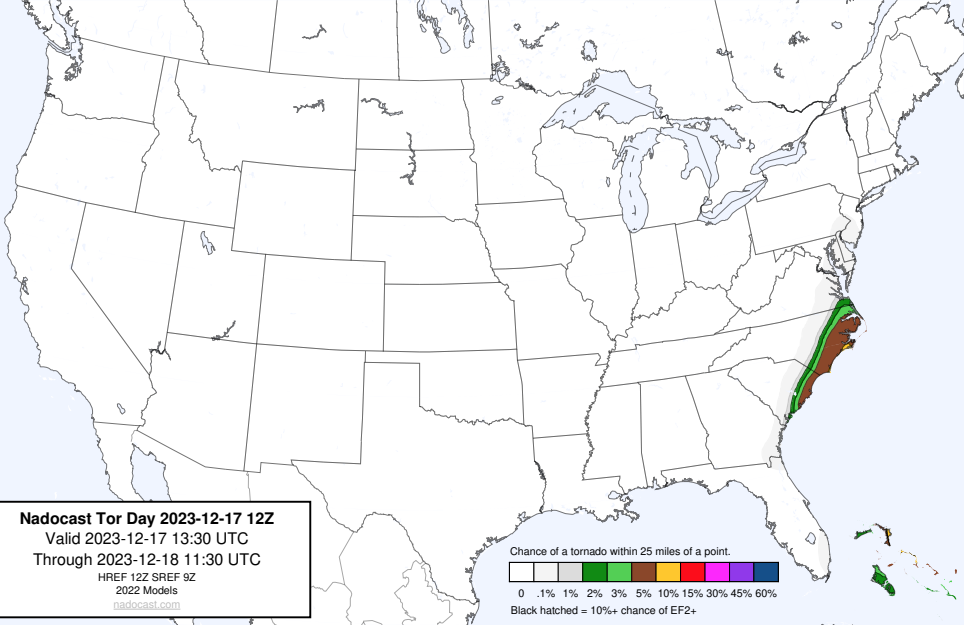 Nadocast Tor Day 2023-12-17 12Z
Valid 2023-12-17 13:30 UTC
Through 2023-12-18 11:30 UTC
HREF 12Z SREF 9Z
2022 Models
nadocast.com
Chance of a tornado within 25 miles of a point.
0 .1% 1% 2% 3% 5% 10% 15% 30% 45% 60%
Black hatched = 10%+ chance of EF2+